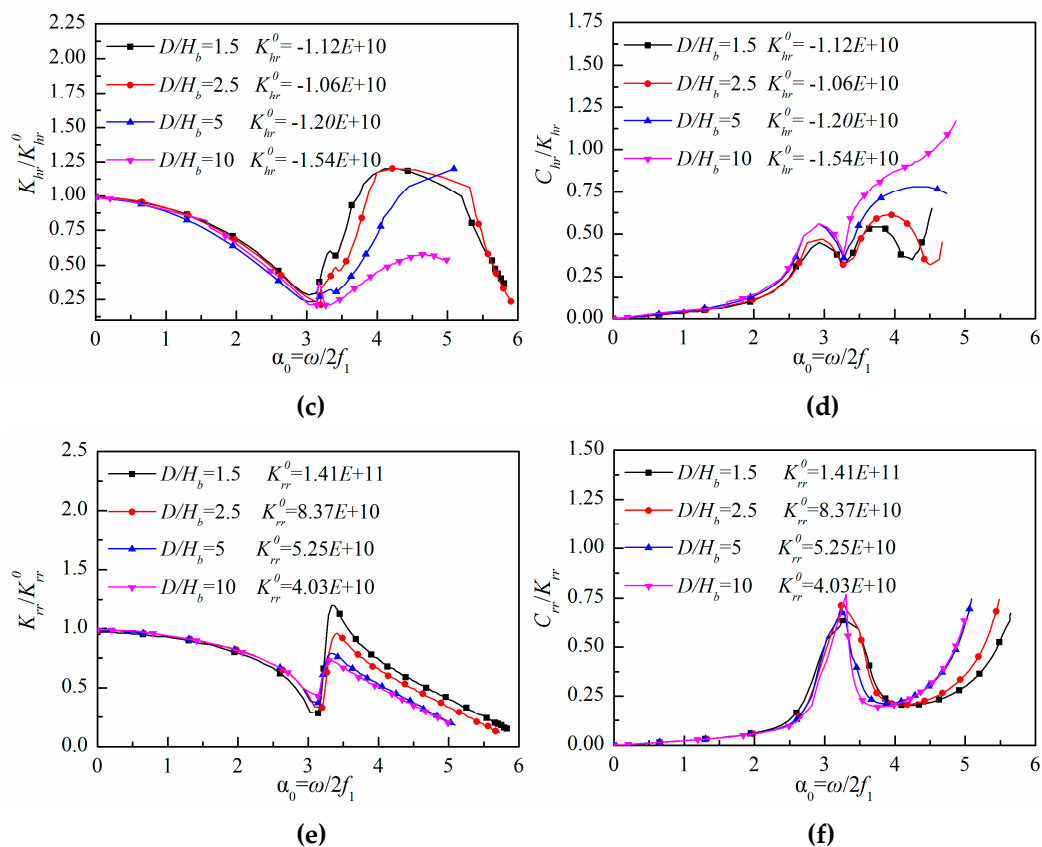 2.25
2.00
1.75
1.50
1.25
1.00
0.75
0.50
0.25
K_hr/K_hr^0
D/H_b=1.5 K_hr^0= -1.12E+10
D/H_b=2.5 K_hr^0= -1.06E+10
D/H_b=5 K_hr^0= -1.20E+10
D/H_b=10 K_hr^0= -1.54E+10
0 1 2 3 4 5 6
α_0=ω/2f_1
(c)
1.75
1.50
1.25
1.00
0.75
0.50
0.25
0.00
C_hr/K_hr
D/H_b=1.5 K_hr^0= -1.12E+10
D/H_b=2.5 K_hr^0= -1.06E+10
D/H_b=5 K_hr^0= -1.20E+10
D/H_b=10 K_hr^0= -1.54E+10
0 1 2 3 4 5 6
α_0=ω/2f_1
(d)
2.5
2.0
1.5
1.0
0.5
0.0
K_rr/K_rr^0
D/H_b=1.5 K_rr^0=1.41E+11
D/H_b=2.5 K_rr^0=8.37E+10
D/H_b=5 K_rr^0=5.25E+10
D/H_b=10 K_rr^0=4.03E+10
0 1 2 3 4 5 6
α_0=ω/2f_1
(e)
1.50
1.25
1.00
0.75
0.50
0.25
0.00
C_rr/K_rr
D/H_b=1.5 K_rr^0=1.41E+11
D/H_b=2.5 K_rr^0=8.37E+10
D/H_b=5 K_rr^0=5.25E+10
D/H_b=10 K_rr^0=4.03E+10
0 1 2 3 4 5 6
α_0=ω/2f_1
(f)